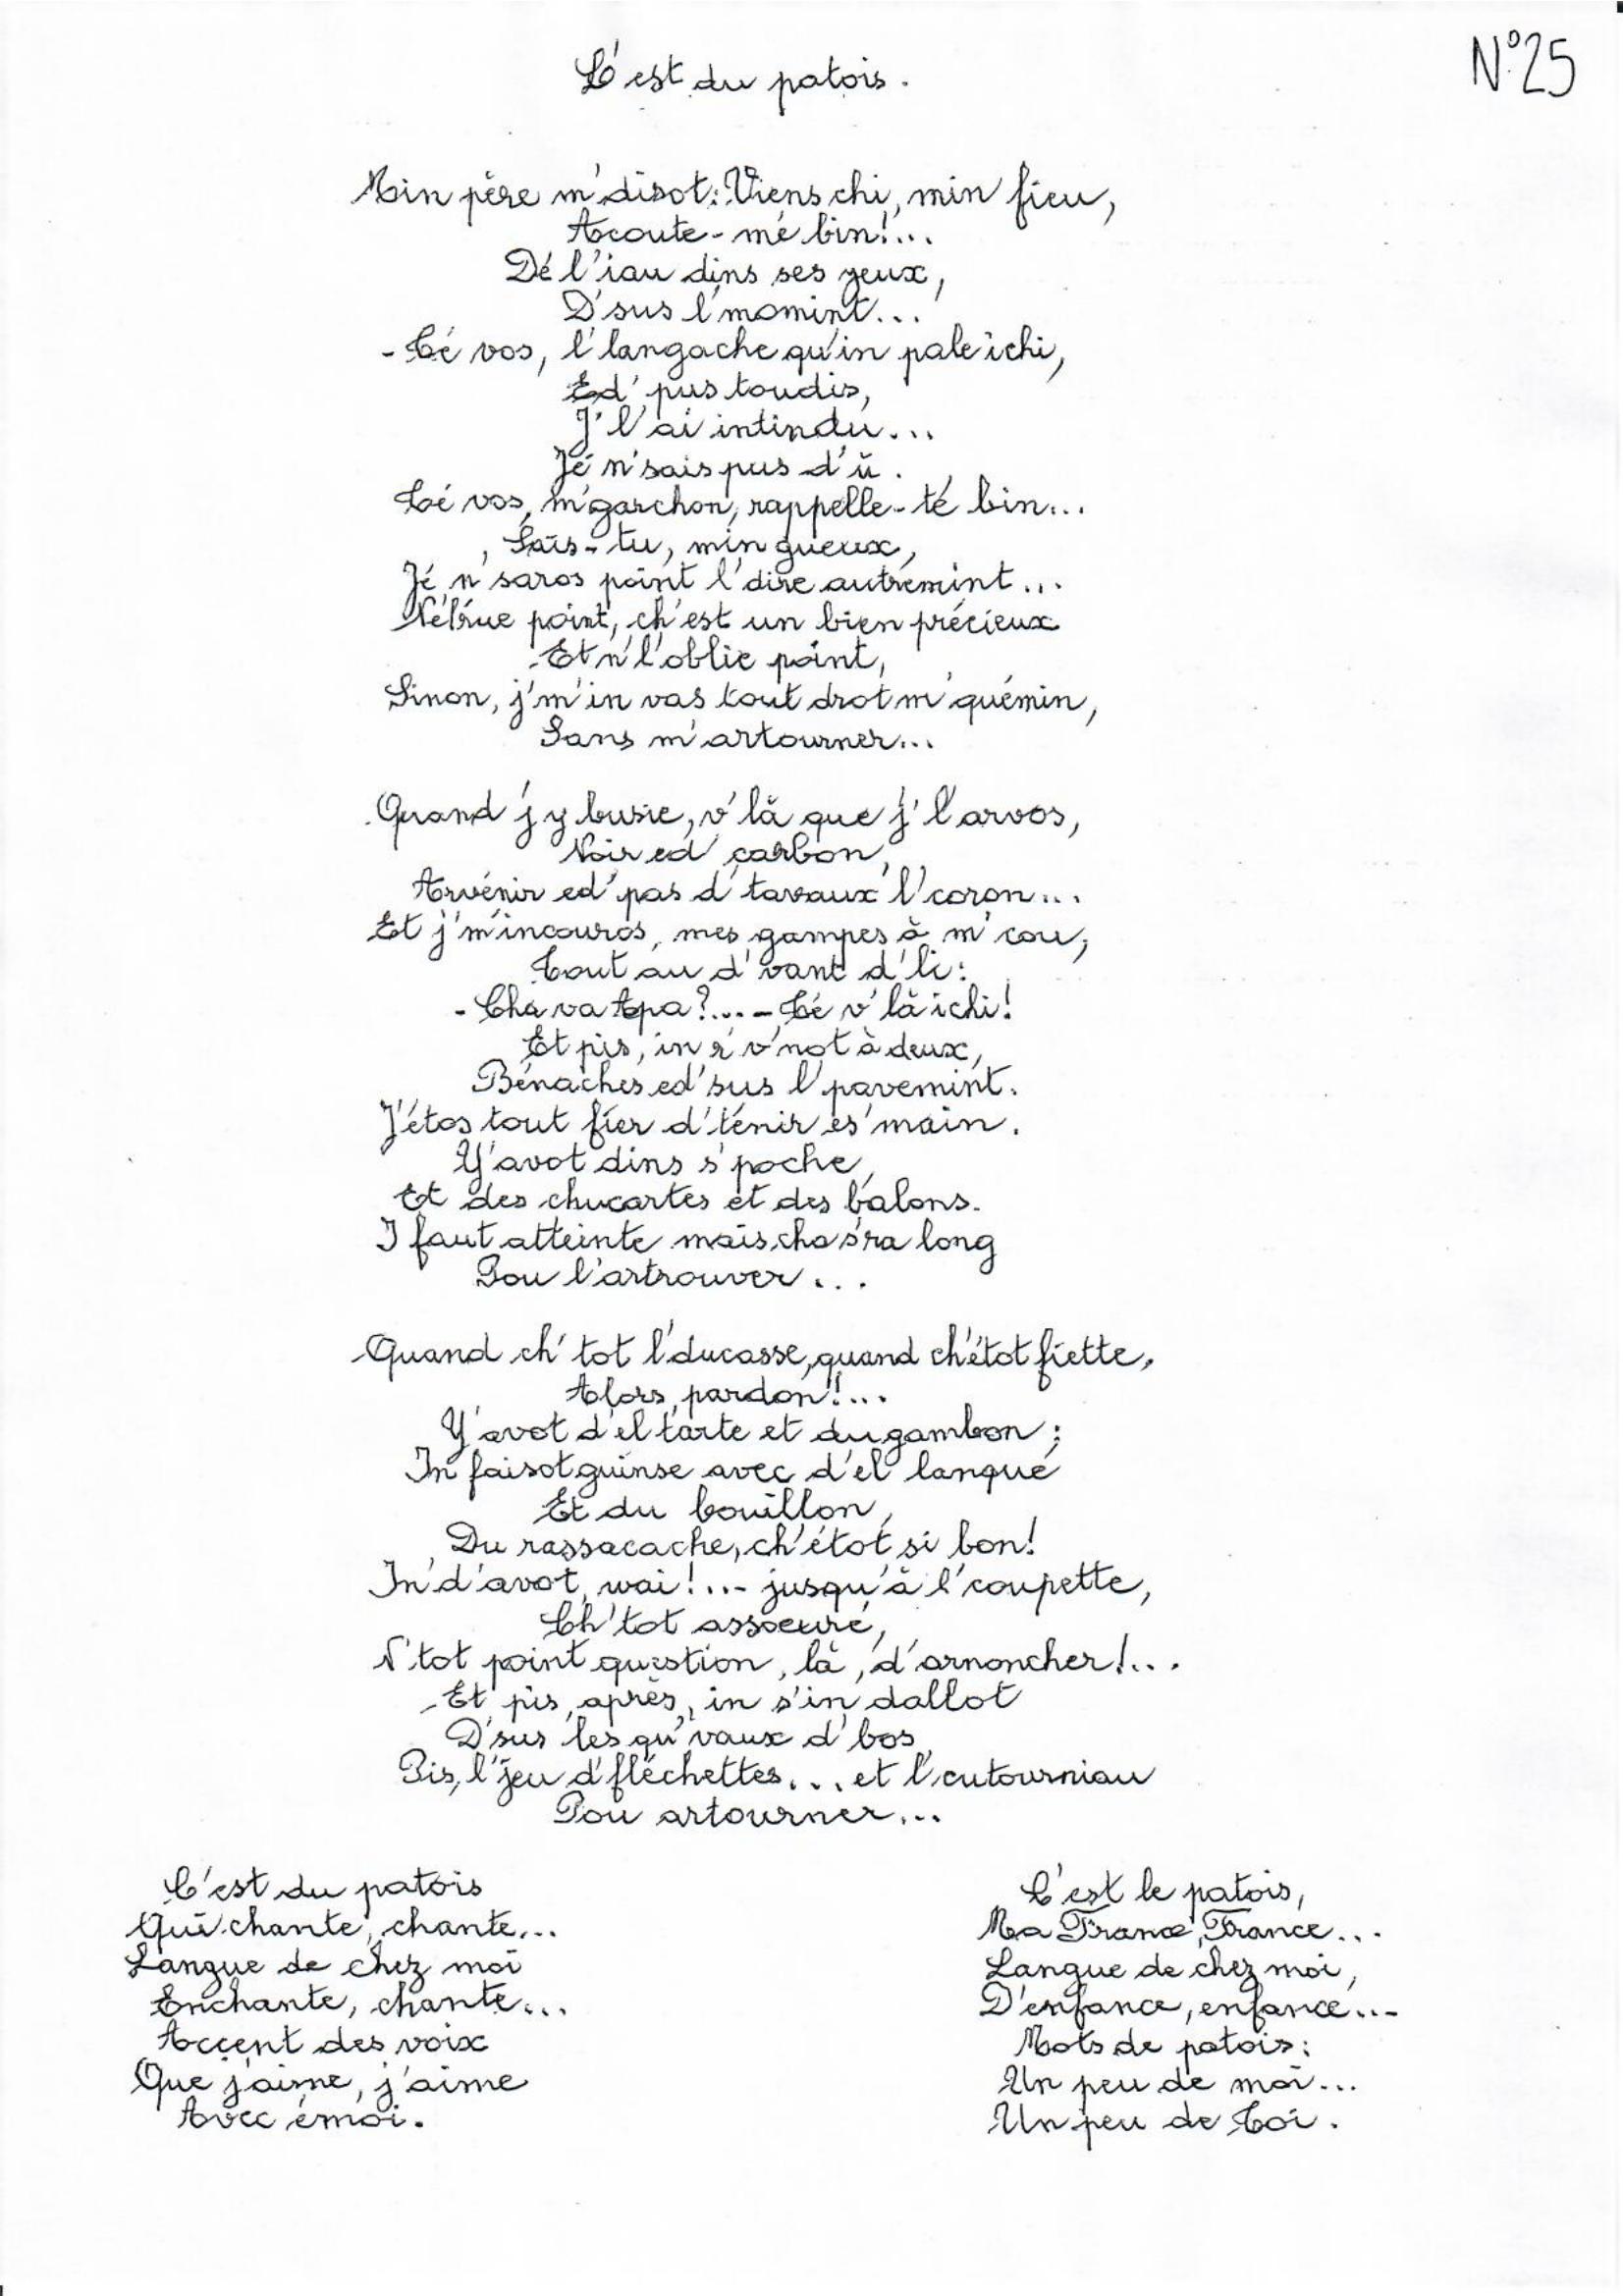 N°25
C'est du patois.
Min père m'disot: Viens chi, min fieu,
Acoute-mé bin!...
Dé l'iau dins ses yeux,
D'sus l'momint...
- Té vos, l'langache qu'in pale ichi,
Ed' pus toudis,
J'l'ai intindu...
Jé n'sais pus d'ù.
Té vos, m'garchon, rappelle-té bin...
Sais-tu, min gueux,
Jé n'saros point l'dire autrémint...
point, ch'est un bien précieux
Et n'l'oblie point,
Sinon, j'm'in vas tout drot m'quémin,
Sans m'artourner...
Quand j'y busie, v'là que j'l'arvos,
Noir ed' carbon,
Arvénir ed'pas d'tavaux l'coron...
Et j'm'incouros, mes gampes à m'cou,
Tout au d'vant d'li:
- Cha va Apa?... - Té v'là ichi!
Et pis, in r'v'not à deux,
Bénaches ed'sus l'pavemint.
J'étos tout fier d'ténir es'main.
Y'avot dins s'poche,
Et des chucartes et des balons.
I faut atteinte mais cha s'ra long
Pou l'artrouver...
Quand ch'tot l'ducasse, quand ch'étot fiette,
Alors, pardon!...
Y'avot d'el tarte et du gambon;
In faisot guinse avec d'el langue
Et du bouillon,
Du rassacache, ch'étot si bon!
In'd'avot, wai!... jusqu'à l'coupette,
Ch'tot assoeuré,
N'tot point question, là, d'arnoncher!...
Et pis, après, in s'in dallot
D'sus les qu'vaux d'bos
Pis, l'jeu d'fléchettes... et l'cutourniau
Pou artourner...
C'est du patois
Qui chante, chante...
Langue de chez moi
Enchante, chante...
Accent des voix
Que j'aime, j'aime
Avec émoi.
C'est le patois,
Ma France, France...
Langue de chez moi,
D'enfance, enfance...
Mots de patois:
Un peu de moi...
Un peu de Toi.